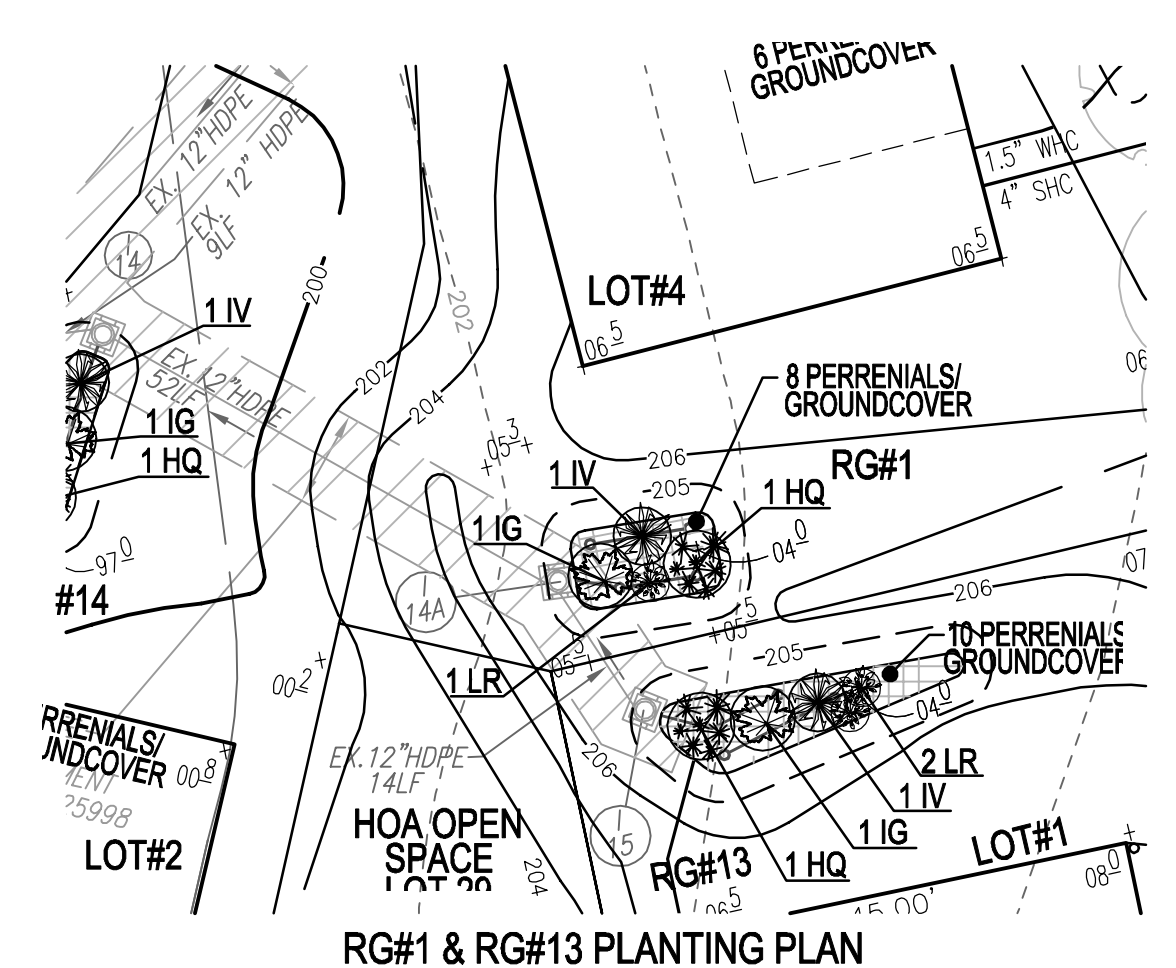 GROUNDCOVER
EX. 12"HDPE
EX. 12" HDPE
9LF
1.5" WHC
4" SHC
14
200
06 5
LOT#4
202
1 IV
06 5
EX. 12"HDPE
52LF
202
204
8 PERRENIALS/
GROUNDCOVER
1 IG
1 HQ
05 3
206
RG#1
1 IV
205
1 HQ
1 IG
04 0
97 0
#14
1
14A
206
07
05 5
205
10 PERRENIALS
GROUNDCOVER
05 5
00 2
1 LR
04 0
RRENIALS/
UNDCOVER
00 8
25998
EX.12"HDPE
14LF
206
2 LR
1 IV
1 IG
1 HQ
LOT#2
HOA OPEN
SPACE
1
15
204
RG#13
LOT#1
08 0
06 5
RG#1 & RG#13 PLANTING PLAN